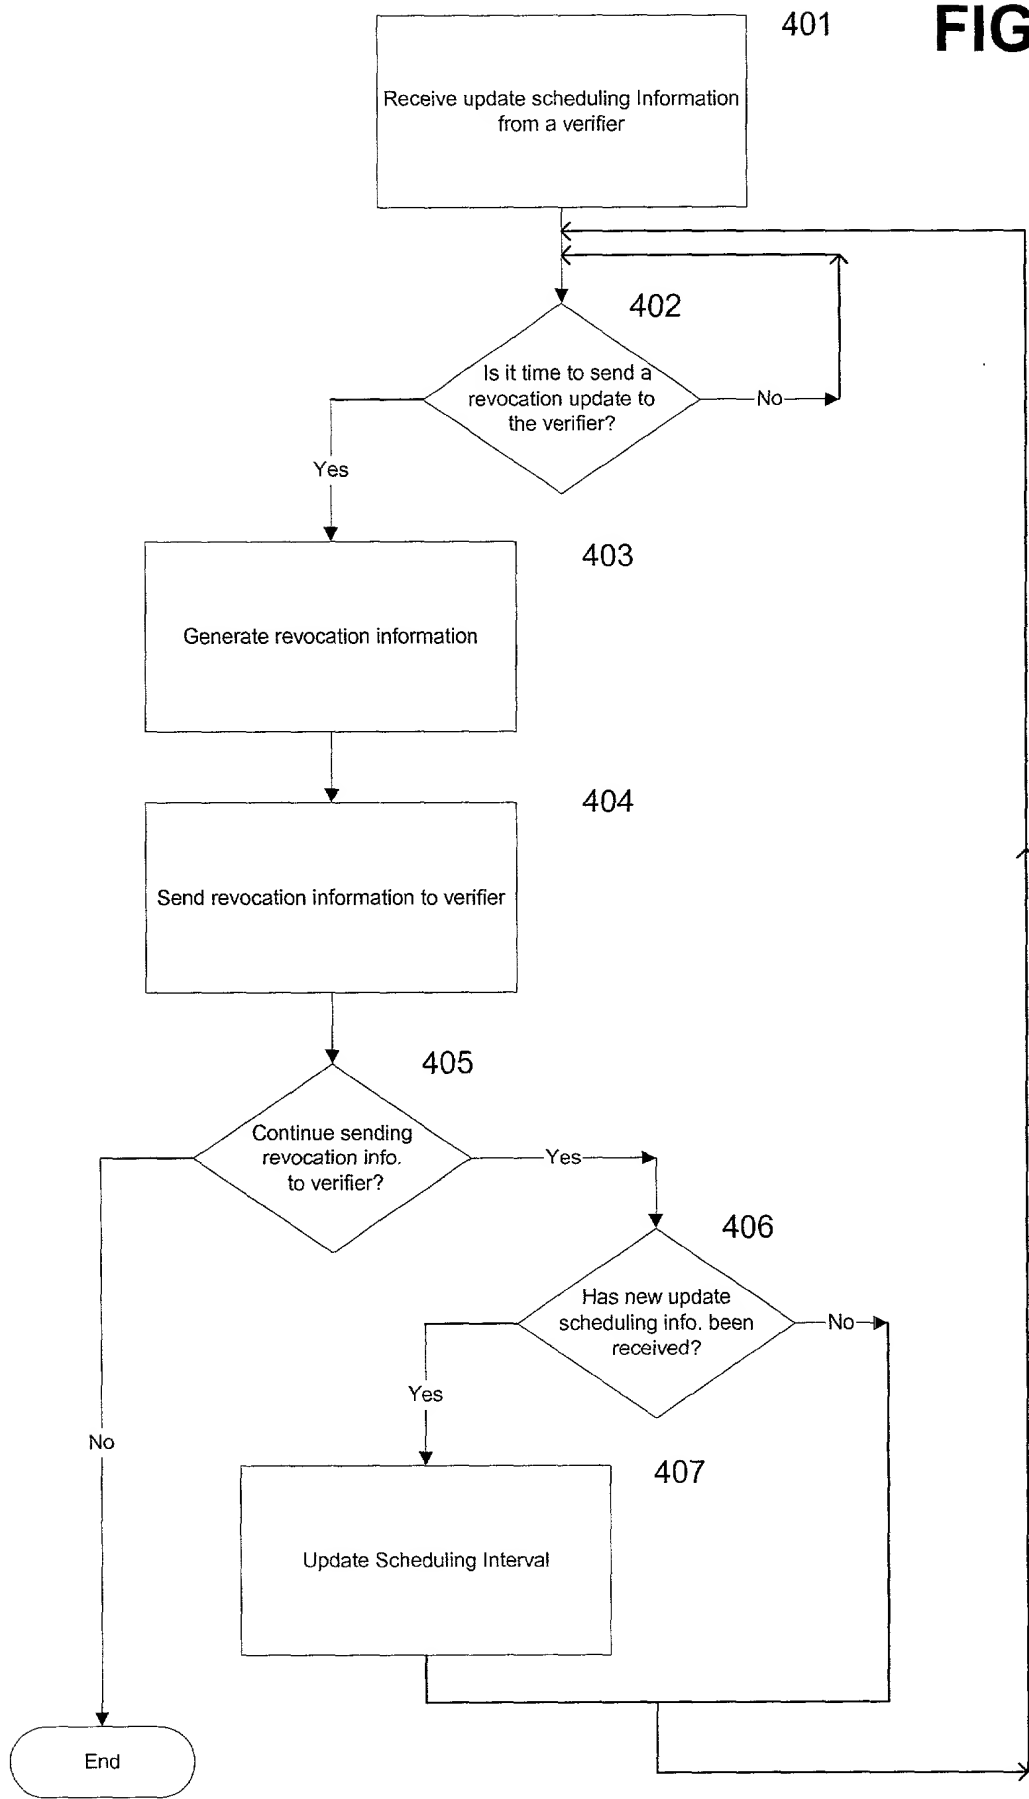 FIG
401
Receive update scheduling Information
from a verifier
402
Is it time to send a
revocation update to
the verifier?
No
Yes
403
Generate revocation information
404
Send revocation information to verifier
405
Continue sending
revocation info.
to verifier?
Yes
406
Has new update
scheduling info. been
received?
No
Yes
No
407
Update Scheduling Interval
End